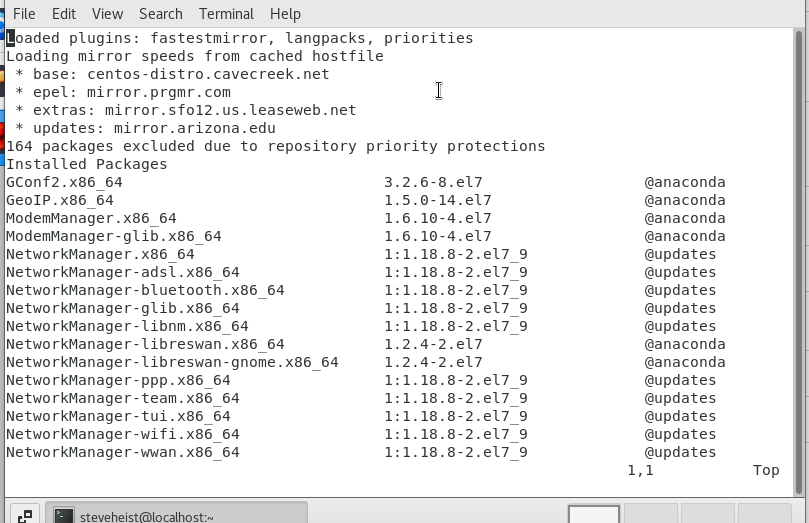 File Edit View Search Terminal Help
Loaded plugins: fastestmirror, langpacks, priorities
Loading mirror speeds from cached hostfile
 * base: centos-distro.cavecreek.net
 * epel: mirror.prgmr.com
 * extras: mirror.sfo12.us.leaseweb.net
 * updates: mirror.arizona.edu
164 packages excluded due to repository priority protections
Installed Packages
GConf2.x86_64 3.2.6-8.el7 @anaconda
GeoIP.x86_64 1.5.0-14.el7 @anaconda
ModemManager.x86_64 1.6.10-4.el7 @anaconda
ModemManager-glib.x86_64 1.6.10-4.el7 @anaconda
NetworkManager.x86_64 1:1.18.8-2.el7_9 @updates
NetworkManager-adsl.x86_64 1:1.18.8-2.el7_9 @updates
NetworkManager-bluetooth.x86_64 1:1.18.8-2.el7_9 @updates
NetworkManager-glib.x86_64 1:1.18.8-2.el7_9 @updates
NetworkManager-libnm.x86_64 1:1.18.8-2.el7_9 @updates
NetworkManager-libreswan.x86_64 1.2.4-2.el7 @anaconda
NetworkManager-libreswan-gnome.x86_64 1.2.4-2.el7 @anaconda
NetworkManager-ppp.x86_64 1:1.18.8-2.el7_9 @updates
NetworkManager-team.x86_64 1:1.18.8-2.el7_9 @updates
NetworkManager-tui.x86_64 1:1.18.8-2.el7_9 @updates
NetworkManager-wifi.x86_64 1:1.18.8-2.el7_9 @updates
NetworkManager-wwan.x86_64 1:1.18.8-2.el7_9 @updates
1,1 Top
steveheist@localhost:~